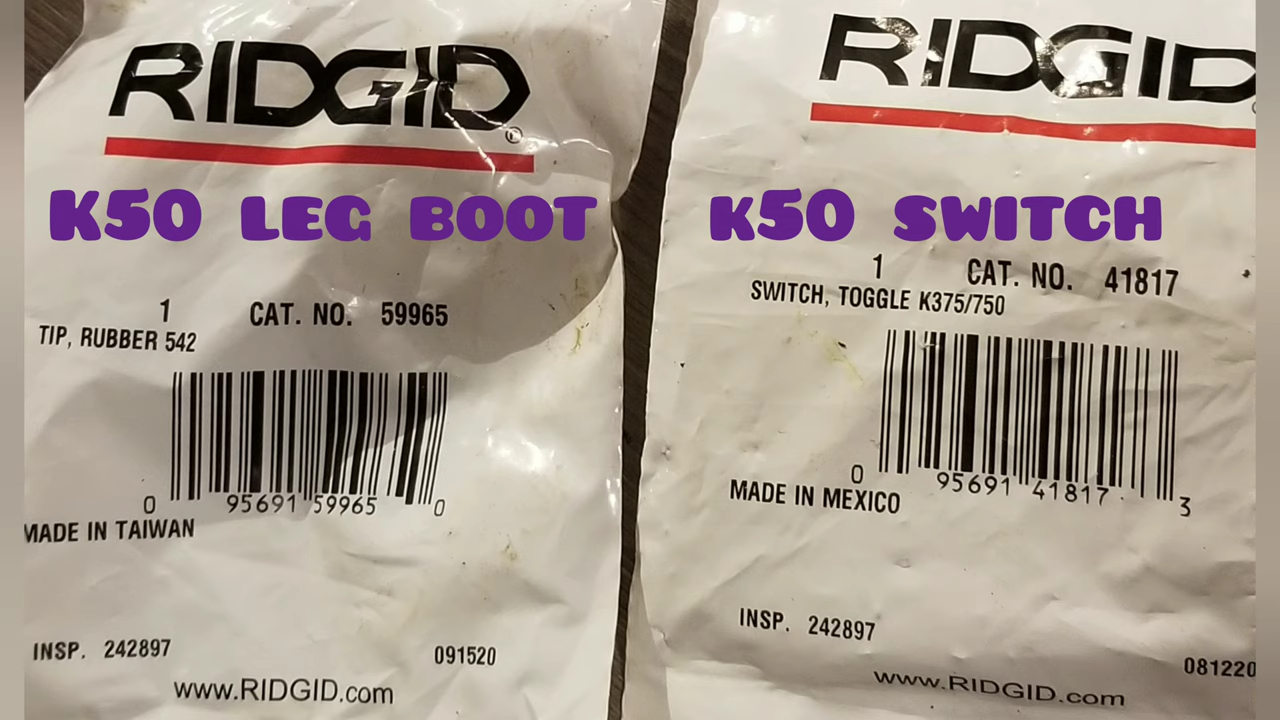 RIDGID
K50 LEG BOOT
1 CAT. NO. 59965
TIP, RUBBER 542
0 95691 59965 0
MADE IN TAIWAN
INSP. 242897 091520
www.RIDGID.com
RIDGID
K50 SWITCH
1 CAT. NO. 41817
SWITCH, TOGGLE K375/750
0 95691 41817 3
MADE IN MEXICO
INSP. 242897 081220
www.RIDGID.com